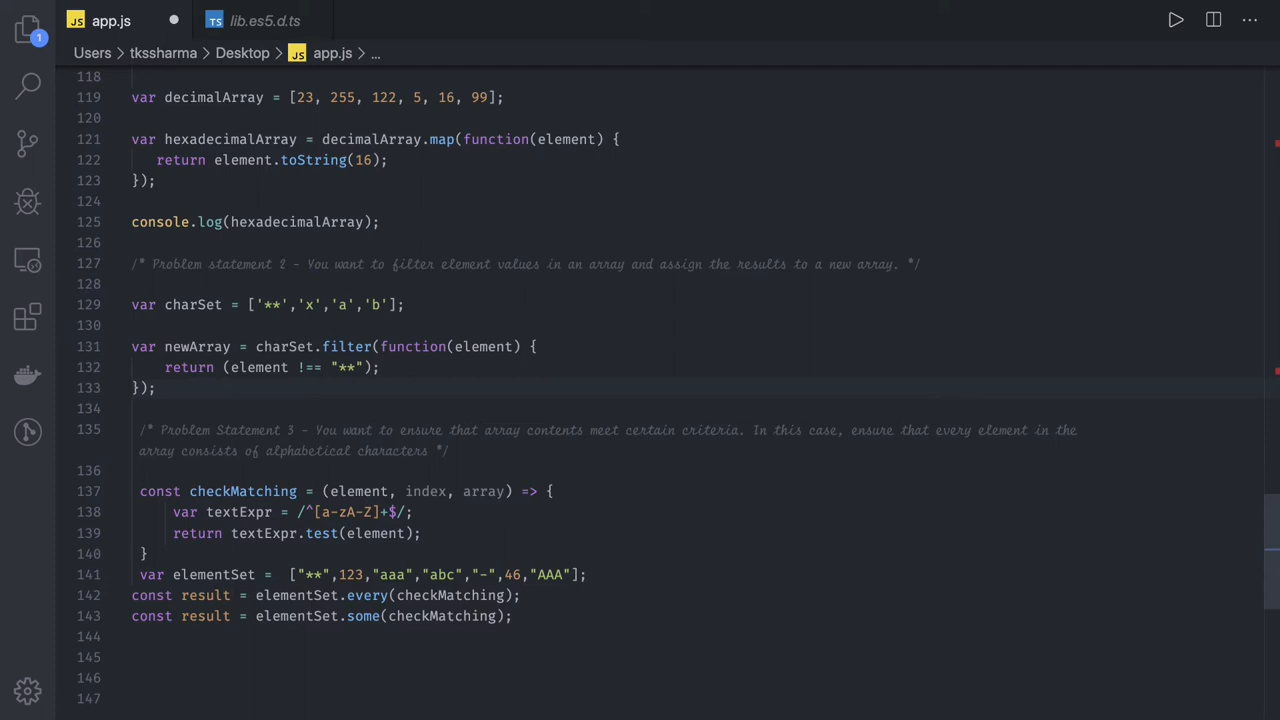 JS app.js
TS lib.es5.d.ts
1
Users > tkssharma > Desktop > JS app.js > ...
118
119 var decimalArray = [23, 255, 122, 5, 16, 99];
120
121 var hexadecimalArray = decimalArray.map(function(element) {
122 return element.toString(16);
123 });
124
125 console.log(hexadecimalArray);
126
127 /* Problem statement 2 - You want to filter element values in an array and assign the results to a new array. */
128
129 var charSet = ['**','x','a','b'];
130
131 var newArray = charSet.filter(function(element) {
132 return (element !== "**");
133 });
134
135 /* Problem Statement 3 - You want to ensure that array contents meet certain criteria. In this case, ensure that every element in the
array consists of alphabetical characters */
136
137 const checkMatching = (element, index, array) => {
138 var textExpr = /^[a-zA-Z]+$/;
139 return textExpr.test(element);
140 }
141 var elementSet = ["**",123,"aaa","abc","-",46,"AAA"];
142 const result = elementSet.every(checkMatching);
143 const result = elementSet.some(checkMatching);
144
145
146
147